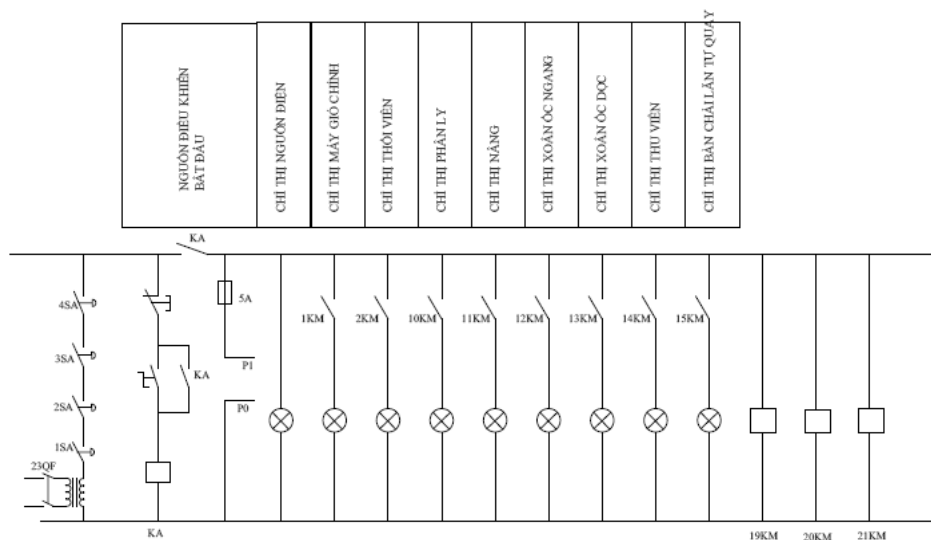 NGUỒN ĐIỀU KHIỂN
BẮT ĐẦU
CHỈ THỊ NGUỒN ĐIỆN
CHỈ THỊ MÁY GIÓ CHÍNH
CHỈ THỊ THỔI VIÊN
CHỈ THỊ PHÂN LY
CHỈ THỊ NÂNG
CHỈ THỊ XOẮN ỐC NGANG
CHỈ THỊ XOẮN ỐC DỌC
CHỈ THỊ THU VIÊN
CHỈ THỊ BÀN CHẢI LĂN TỰ QUAY
KA
4SA
5A
1KM
2KM
10KM
11KM
12KM
13KM
14KM
15KM
3SA
KA
P1
2SA
P0
1SA
23QF
KA
19KM
20KM
21KM